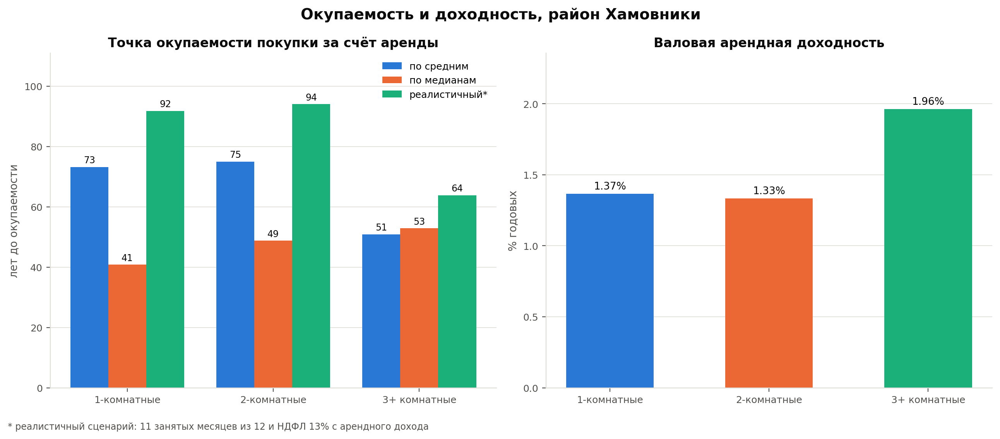 Окупаемость и доходность, район Хамовники
Точка окупаемости покупки за счёт аренды
по средним
по медианам
реалистичный*
лет до окупаемости
100
80
60
40
20
0
73
41
92
75
49
94
51
53
64
1-комнатные
2-комнатные
3+ комнатные
Валовая арендная доходность
% годовых
2.0
1.5
1.0
0.5
0.0
1.37%
1.33%
1.96%
1-комнатные
2-комнатные
3+ комнатные
* реалистичный сценарий: 11 занятых месяцев из 12 и НДФЛ 13% с арендного дохода